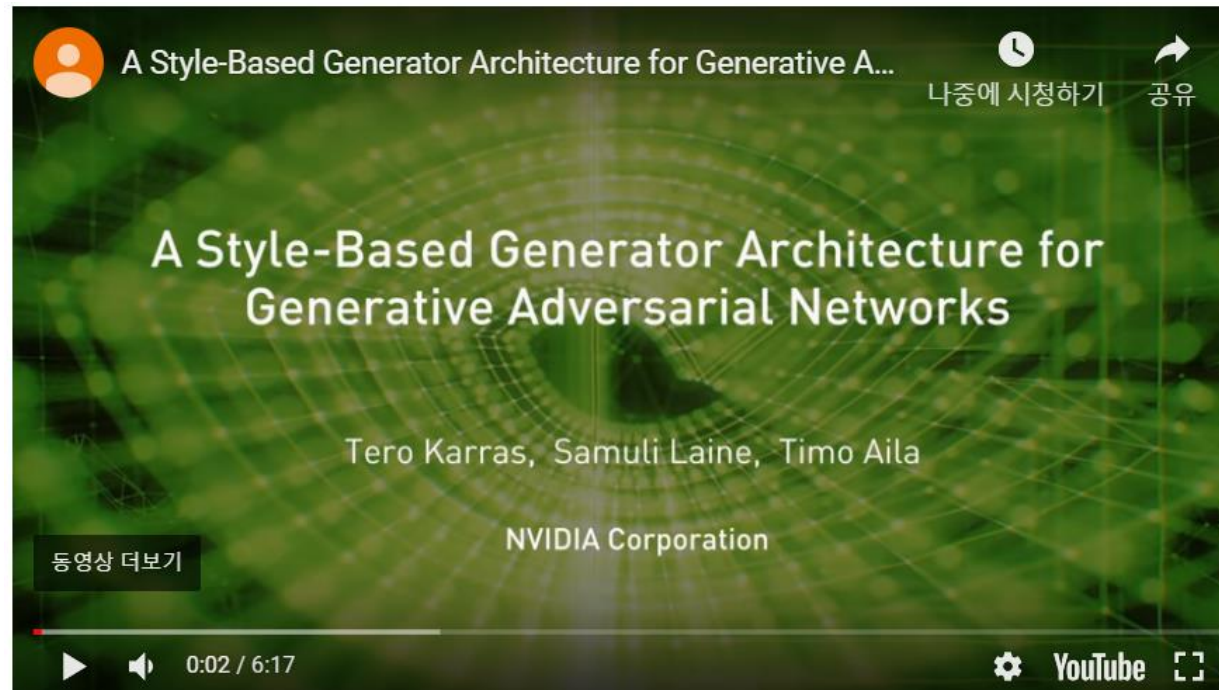 A Style-Based Generator Architecture for Generative A...
나중에 시청하기
공유
A Style-Based Generator Architecture for
Generative Adversarial Networks
Tero Karras, Samuli Laine, Timo Aila
NVIDIA Corporation
동영상 더보기
0:02 / 6:17
YouTube